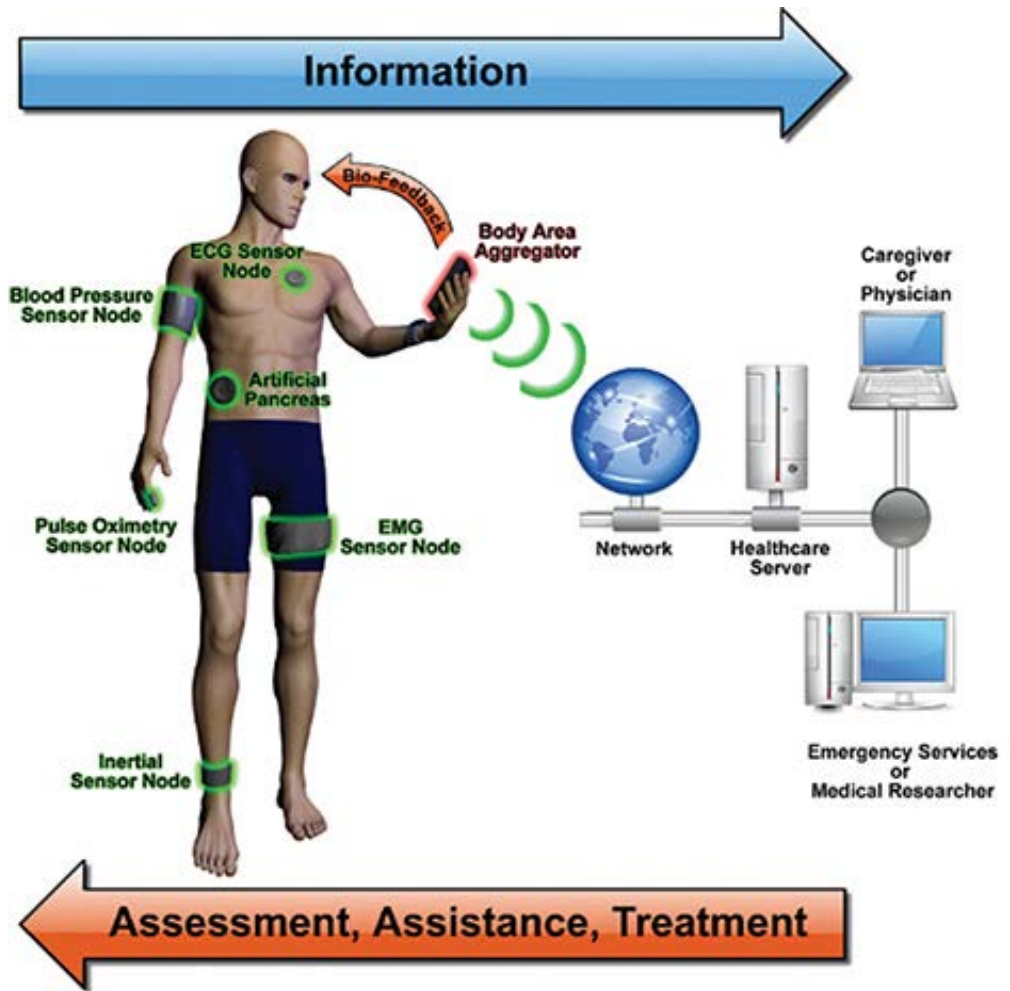 Information
Bio-Feedback
ECG Sensor
Node
Body Area
Aggregator
Blood Pressure
Sensor Node
Caregiver
or
Physician
Artificial
Pancreas
Pulse Oximetry
Sensor Node
EMG
Sensor Node
Network
Healthcare
Server
Inertial
Sensor Node
Emergency Services
or
Medical Researcher
Assessment, Assistance, Treatment